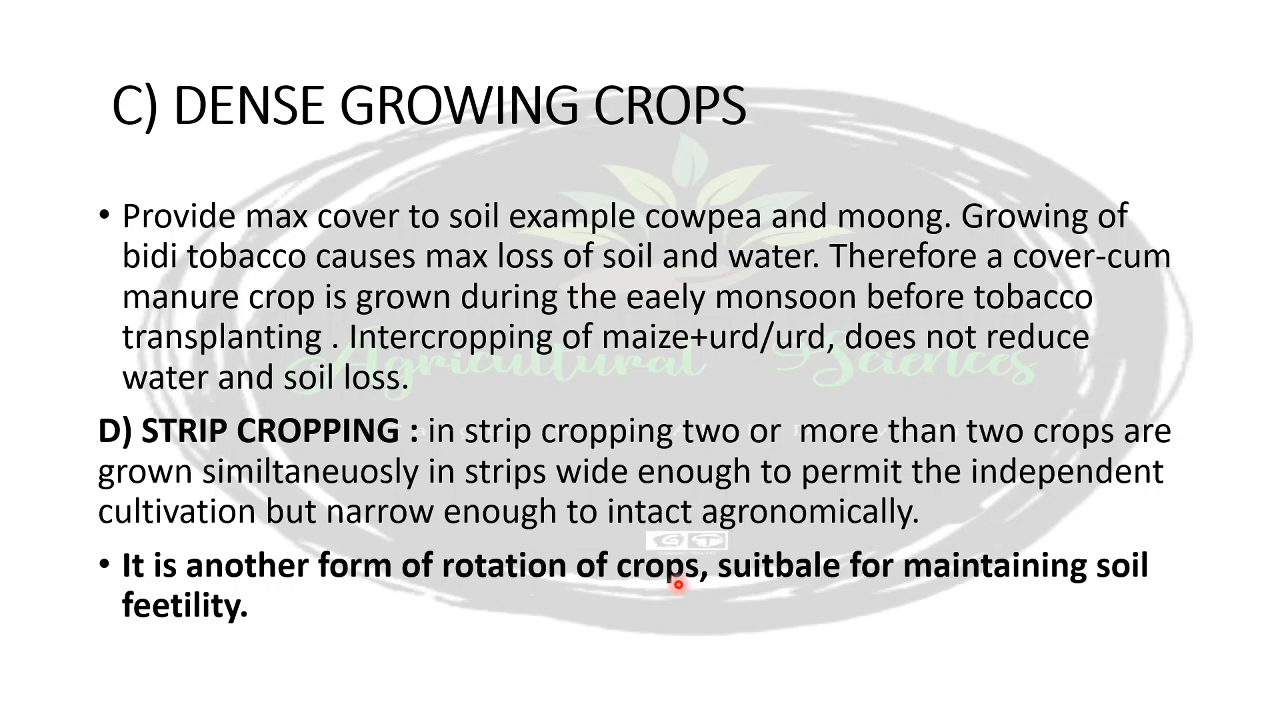 C) DENSE GROWING CROPS
• Provide max cover to soil example cowpea and moong. Growing of
bidi tobacco causes max loss of soil and water. Therefore a cover-cum
manure crop is grown during the eaely monsoon before tobacco
transplanting . Intercropping of maize+urd/urd, does not reduce
water and soil loss.
Agricultural Sciences
D) STRIP CROPPING : in strip cropping two or  more than two crops are
grown similtaneuosly in strips wide enough to permit the independent
cultivation but narrow enough to intact agronomically.
GT
• It is another form of rotation of crops, suitbale for maintaining soil
feetility.